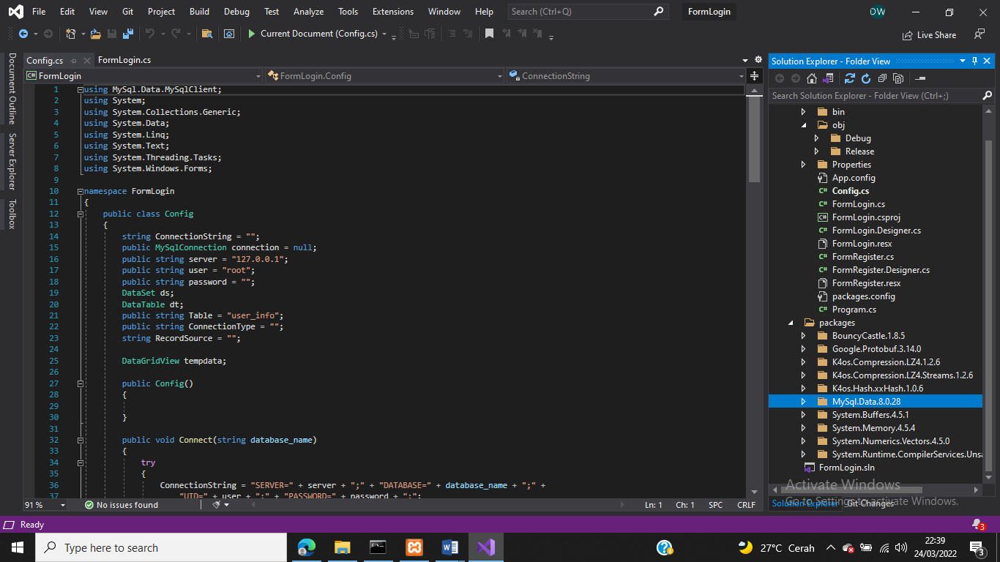 File Edit View Git Project Build Debug Test Analyze Tools Extensions Window Help Search (Ctrl+Q) FormLogin OW
Current Document (Config.cs) Live Share
Document Outline
Server Explorer
Toolbox
Config.cs FormLogin.cs
FormLogin FormLogin.Config ConnectionString
1 using MySql.Data.MySqlClient;
2 using System;
3 using System.Collections.Generic;
4 using System.Data;
5 using System.Linq;
6 using System.Text;
7 using System.Threading.Tasks;
8 using System.Windows.Forms;
9
10 namespace FormLogin
11 {
12 public class Config
13 {
14 string ConnectionString = "";
15 public MySqlConnection connection = null;
16 public string server = "127.0.0.1";
17 public string user = "root";
18 public string password = "";
19 DataSet ds;
20 DataTable dt;
21 public string Table = "user_info";
22 public string ConnectionType = "";
23 string RecordSource = "";
24
25 DataGridView tempdata;
26
27 public Config()
28 {
29
30 }
31
32 public void Connect(string database_name)
33 {
34 try
35 {
36 ConnectionString = "SERVER=" + server + ";" + "DATABASE=" + database_name + ";" +
37 "UID=" + user + ";" + "PASSWORD=" + password + ";";
91 % No issues found Ln: 1 Ch: 1 SPC CRLF
Solution Explorer - Folder View
Search Solution Explorer - Folder View (Ctrl+;)
bin
obj
Debug
Release
Properties
App.config
C# Config.cs
C# FormLogin.cs
C# FormLogin.csproj
C# FormLogin.Designer.cs
FormLogin.resx
C# FormRegister.cs
C# FormRegister.Designer.cs
FormRegister.resx
packages.config
C# Program.cs
packages
BouncyCastle.1.8.5
Google.Protobuf.3.14.0
K4os.Compression.LZ4.1.2.6
K4os.Compression.LZ4.Streams.1.2.6
K4os.Hash.xxHash.1.0.6
MySql.Data.8.0.28
System.Buffers.4.5.1
System.Memory.4.5.4
System.Numerics.Vectors.4.5.0
System.Runtime.CompilerServices.Unsa
FormLogin.sln
Activate Windows
Go to Settings to activate Windows.
Solution Explorer Git Changes
Ready 3
Type here to search 27°C Cerah 22:39
24/03/2022 3